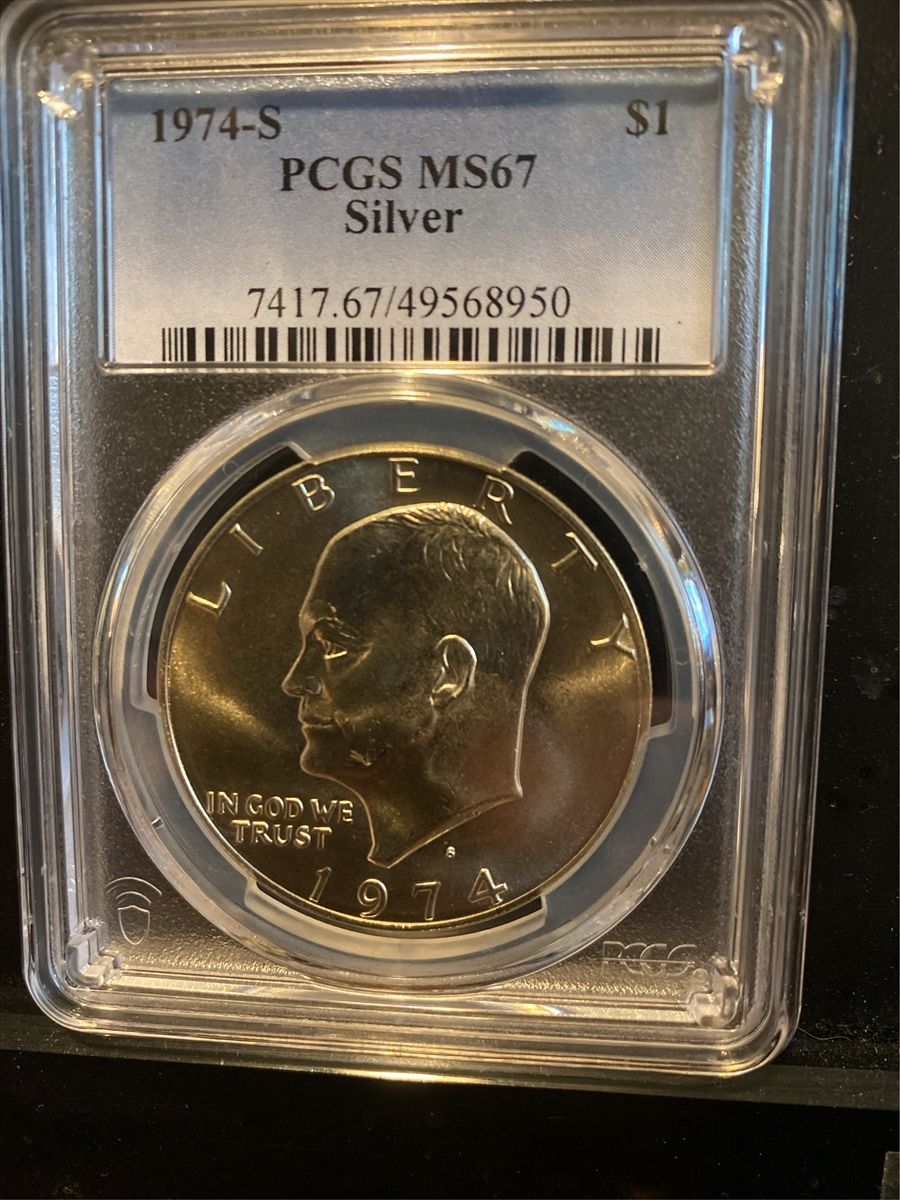 1974-S $1
PCGS MS67
Silver
7417.67/49568950
LIBERTY
IN GOD WE
TRUST
S
1974
PCGS